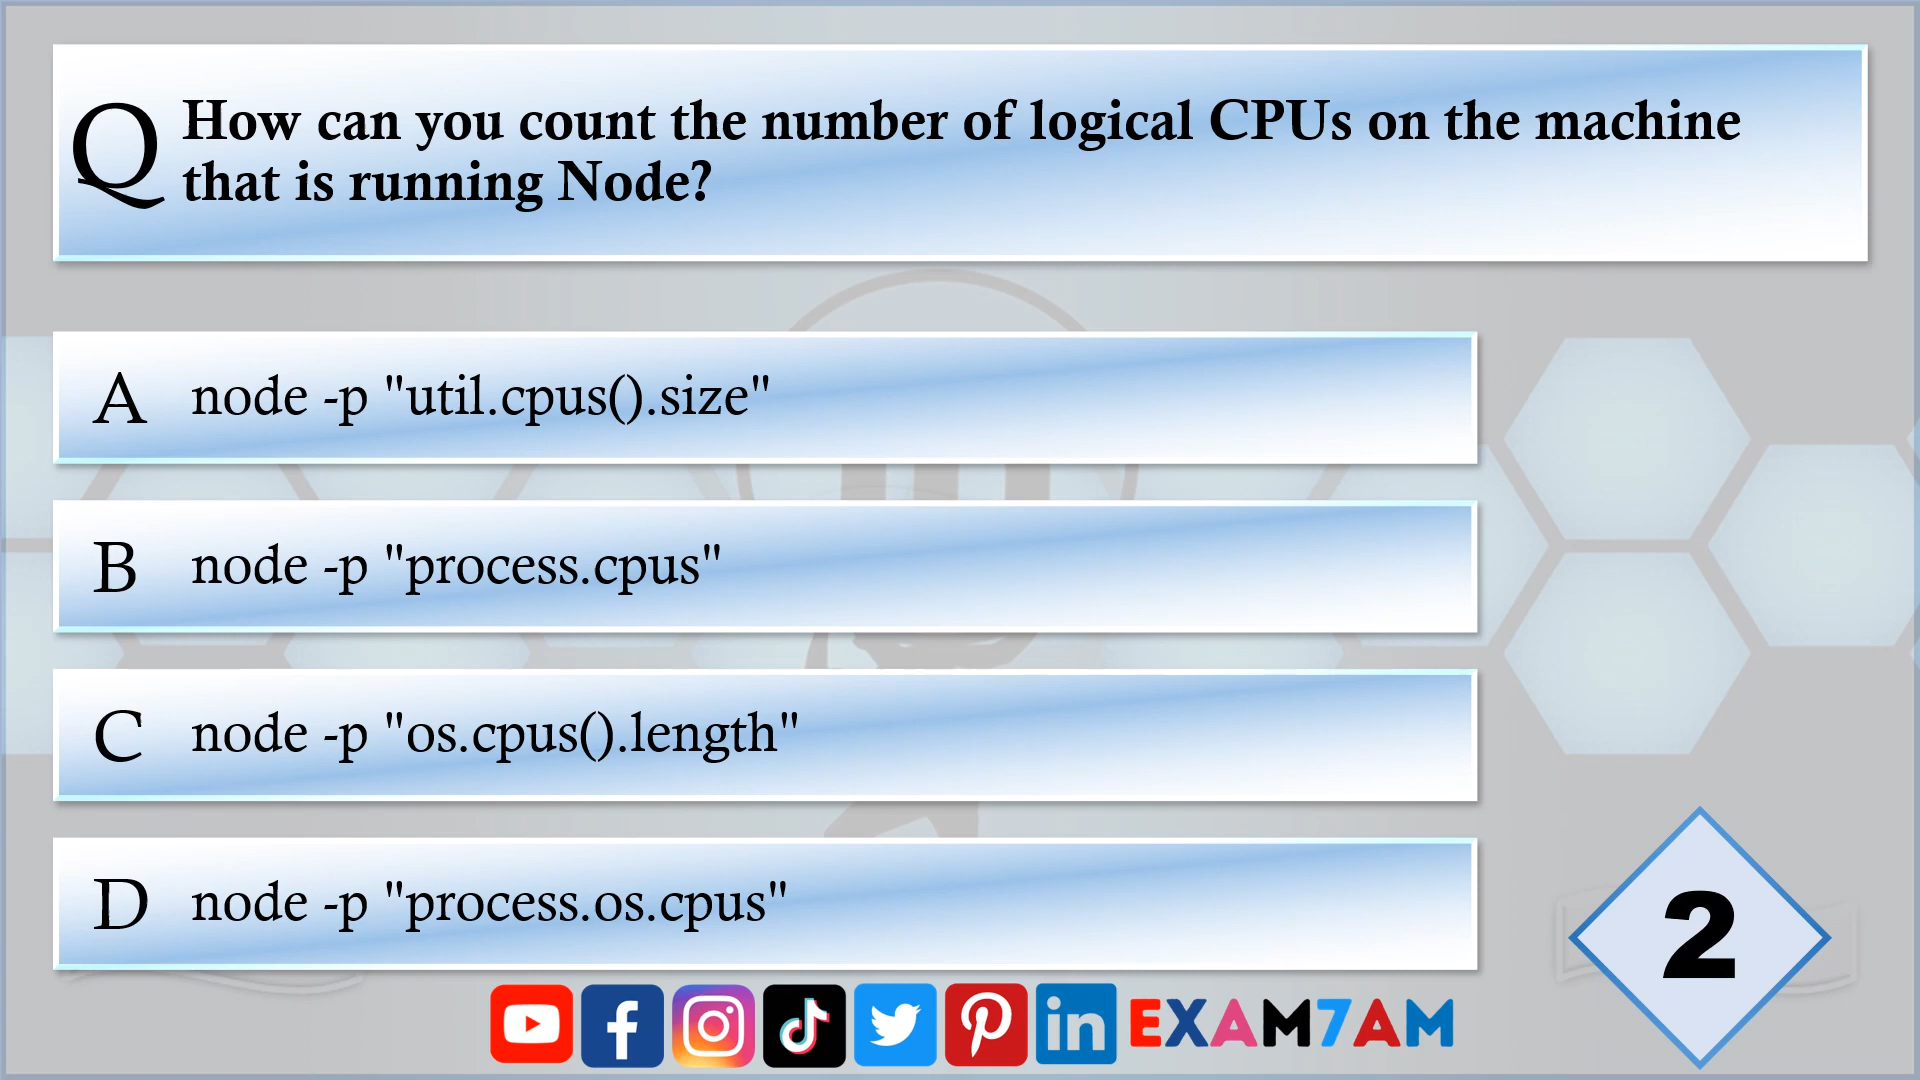 Q How can you count the number of logical CPUs on the machine
that is running Node?
A node -p "util.cpus().size"
B node -p "process.cpus"
C node -p "os.cpus().length"
D node -p "process.os.cpus"
2
EXAM7AM